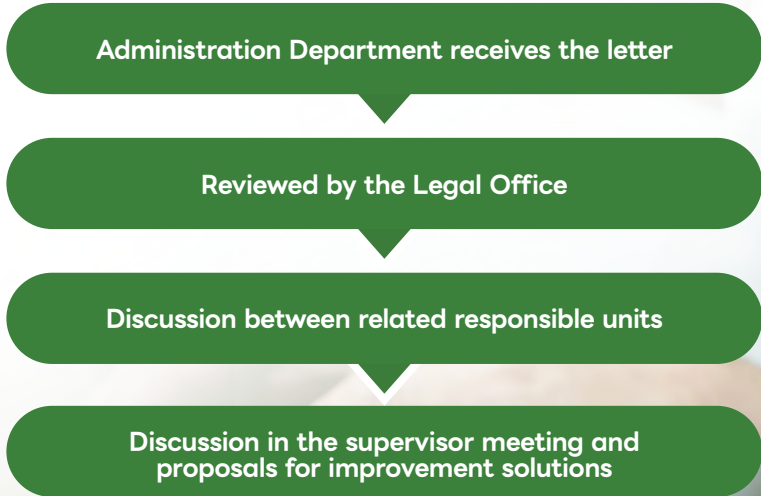 Administration Department receives the letter
Reviewed by the Legal Office
Discussion between related responsible units
Discussion in the supervisor meeting and
proposals for improvement solutions